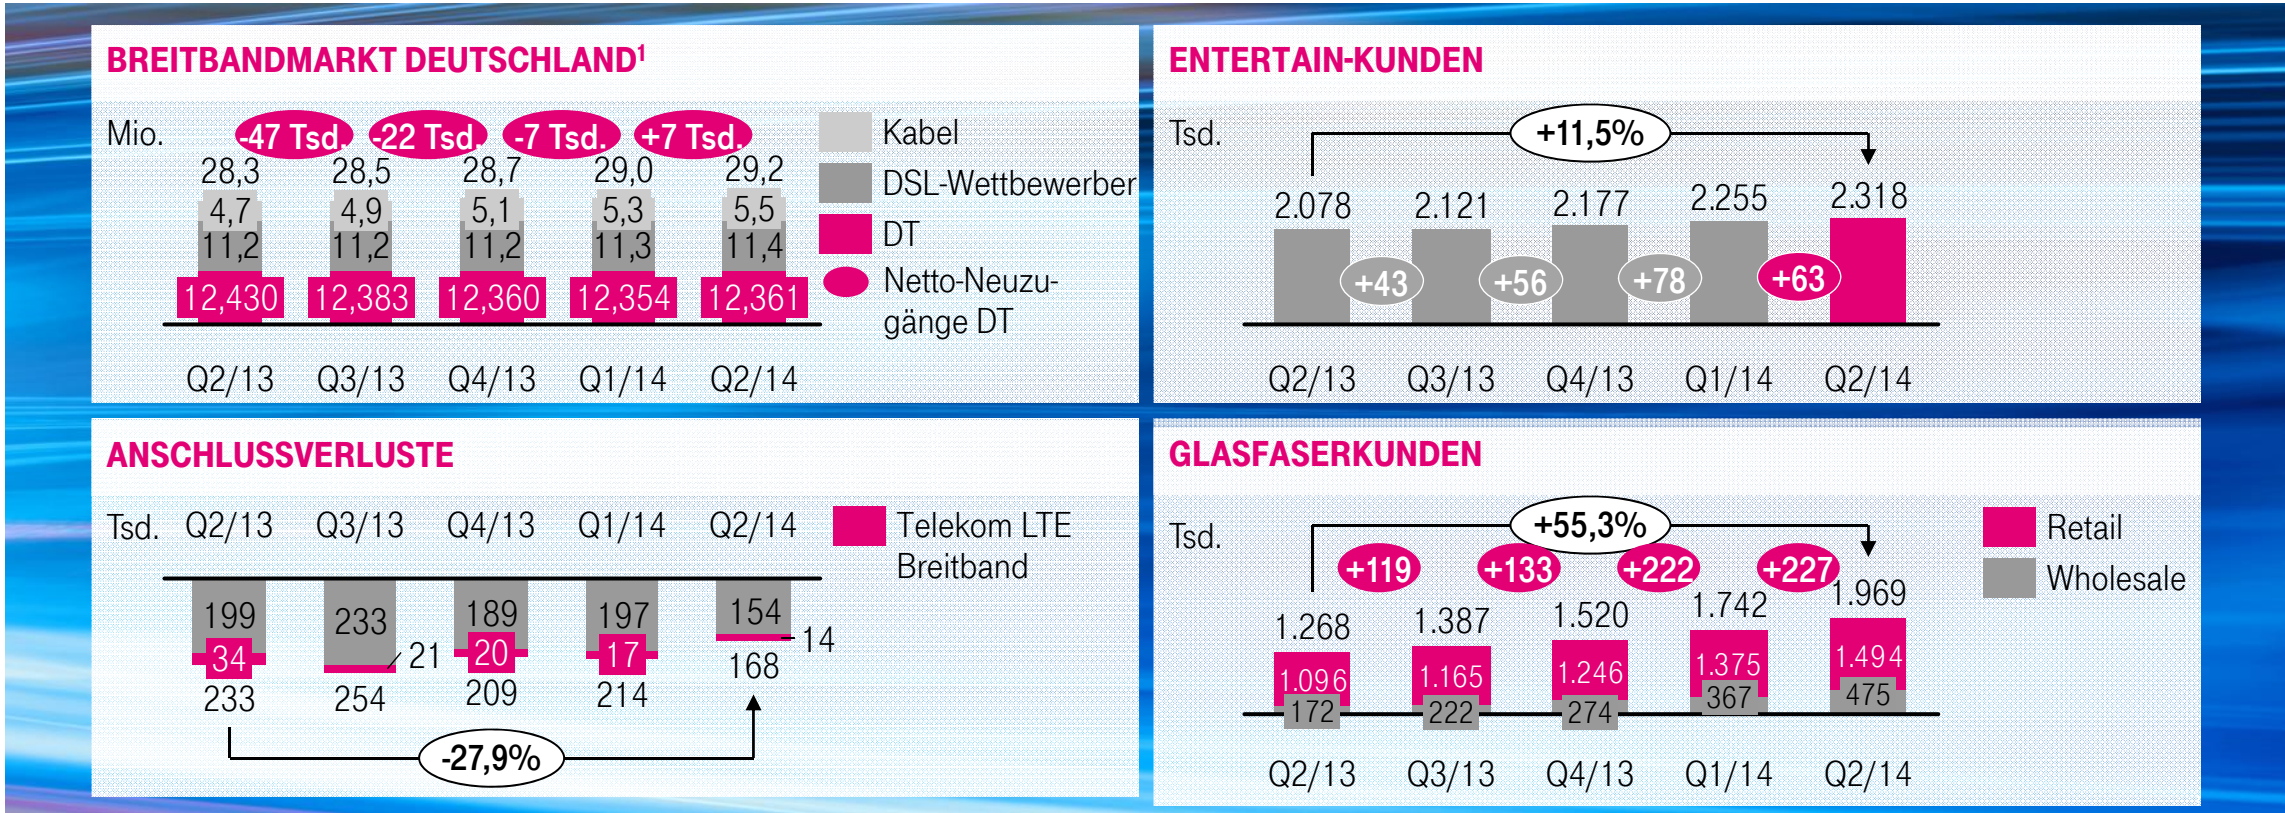 BREITBANDMARKT DEUTSCHLAND¹
Mio.
-47 Tsd. -22 Tsd. -7 Tsd. +7 Tsd.
28,3 28,5 28,7 29,0 29,2
4,7 4,9 5,1 5,3 5,5
11,2 11,2 11,2 11,3 11,4
12,430 12,383 12,360 12,354 12,361
Q2/13 Q3/13 Q4/13 Q1/14 Q2/14
Kabel
DSL-Wettbewerber
DT
Netto-Neuzu-
gänge DT
ENTERTAIN-KUNDEN
Tsd.
+11,5%
2.078 2.121 2.177 2.255 2.318
+43 +56 +78 +63
Q2/13 Q3/13 Q4/13 Q1/14 Q2/14
ANSCHLUSSVERLUSTE
Tsd. Q2/13 Q3/13 Q4/13 Q1/14 Q2/14
199 233 189 197 154
34 21 20 17 14
233 254 209 214 168
-27,9%
Telekom LTE
Breitband
GLASFASERKUNDEN
Tsd.
+55,3%
+119 +133 +222 +227
1.268 1.387 1.520 1.742 1.969
1.096 1.165 1.246 1.375 1.494
172 222 274 367 475
Q2/13 Q3/13 Q4/13 Q1/14 Q2/14
Retail
Wholesale